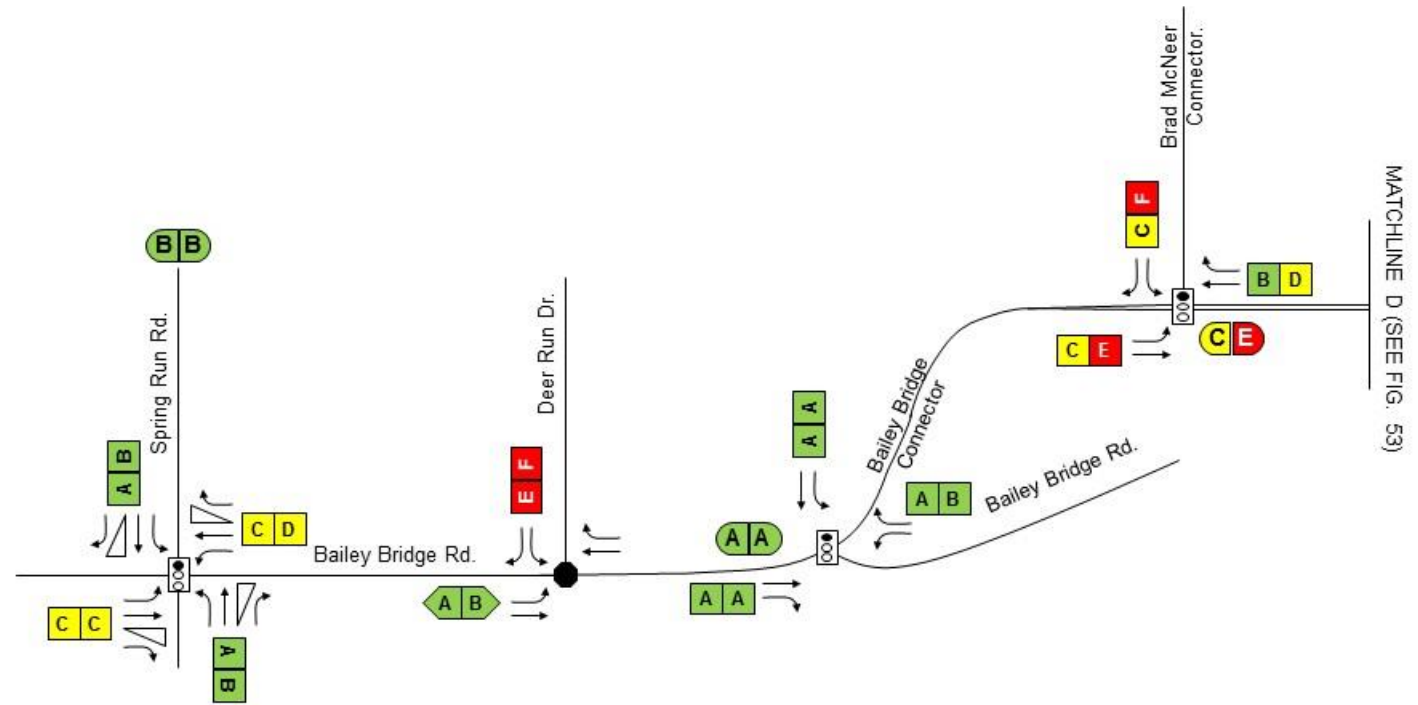 Brad McNeer
Connector.
MATCHLINE D (SEE FIG. 53)
F
C
B D
C E
C E
B B
Spring Run Rd.
Deer Run Dr.
Bailey Bridge
Connector
Bailey Bridge Rd.
A A
A B
A B
C D
Bailey Bridge Rd.
E F
A A
A B
A A
C C
A B